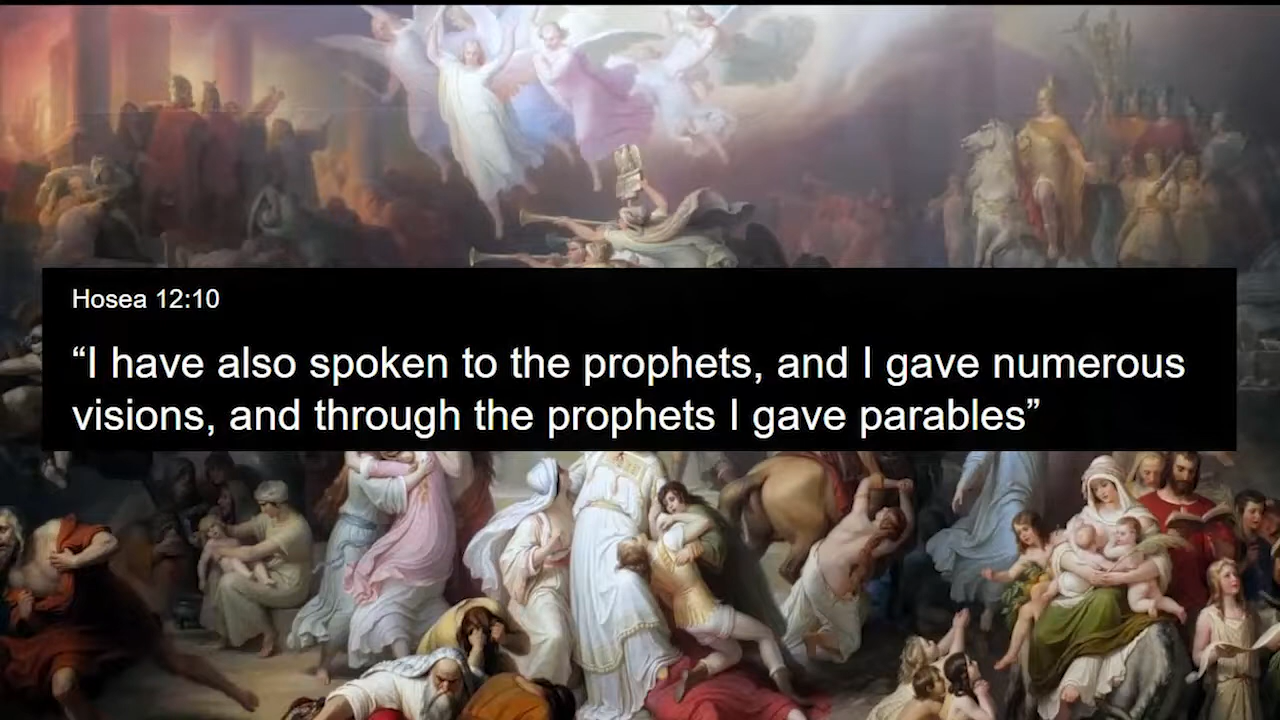 Hosea 12:10
“I have also spoken to the prophets, and I gave numerous
visions, and through the prophets I gave parables”